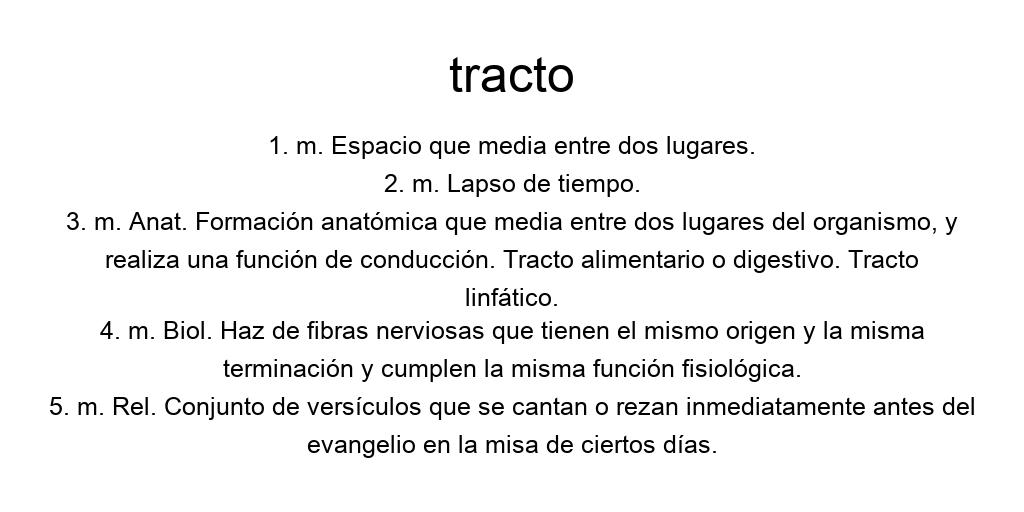 tracto
1. m. Espacio que media entre dos lugares.
2. m. Lapso de tiempo.
3. m. Anat. Formación anatómica que media entre dos lugares del organismo, y
realiza una función de conducción. Tracto alimentario o digestivo. Tracto
linfático.
4. m. Biol. Haz de fibras nerviosas que tienen el mismo origen y la misma
terminación y cumplen la misma función fisiológica.
5. m. Rel. Conjunto de versículos que se cantan o rezan inmediatamente antes del
evangelio en la misa de ciertos días.